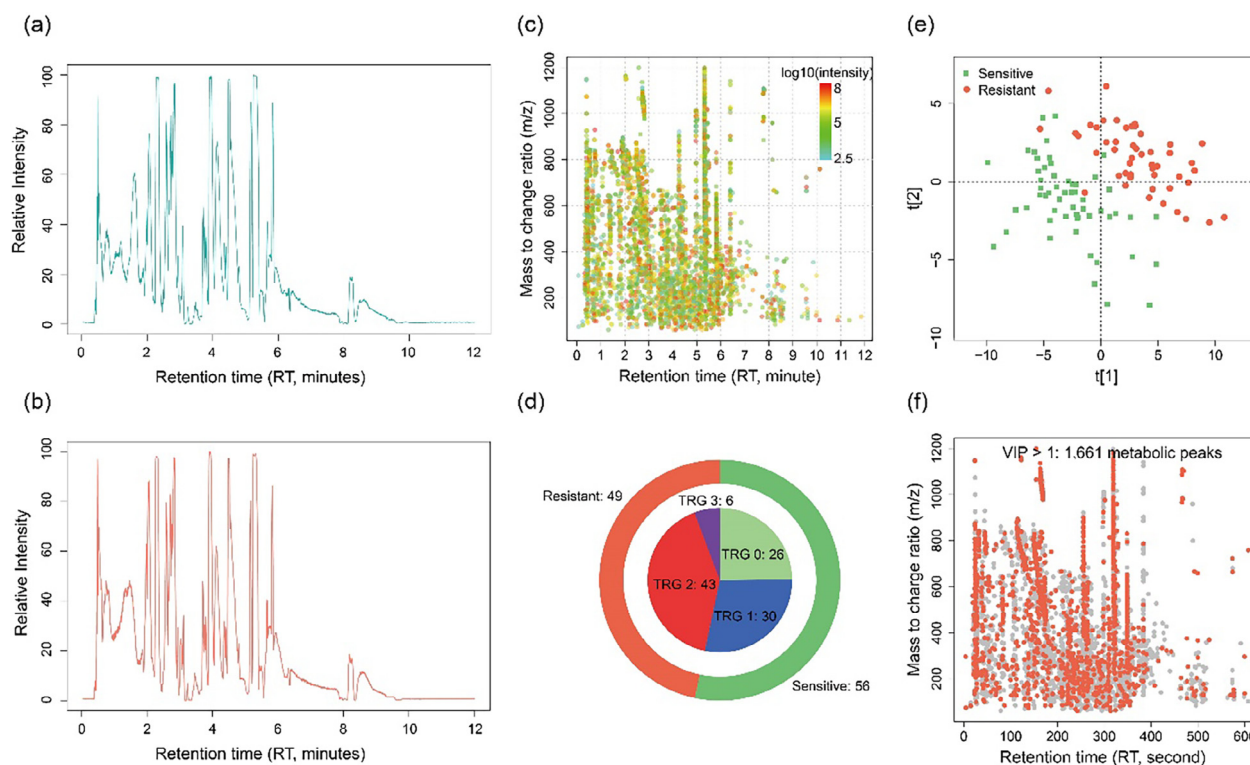 (a)
Relative Intensity
100
80
60
40
20
0
0 2 4 6 8 10 12
Retention time (RT, minutes)
(b)
Relative Intensity
100
80
60
40
20
0
0 2 4 6 8 10 12
Retention time (RT, minutes)
(c)
Mass to change ratio (m/z)
1200
1000
800
600
400
200
log10(intensity)
8
5
2.5
0 1 2 3 4 5 6 7 8 9 10 11 12
Retention time (RT, minute)
(d)
Resistant: 49
TRG 3: 6
TRG 0: 26
TRG 2: 43
TRG 1: 30
Sensitive: 56
(e)
Sensitive
Resistant
t[2]
5
0
−5
−10
−10 −5 0 5 10
t[1]
(f)
VIP > 1: 1.661 metabolic peaks
Mass to change ratio (m/z)
1200
1000
800
600
400
200
0 100 200 300 400 500 600
Retention time (RT, second)